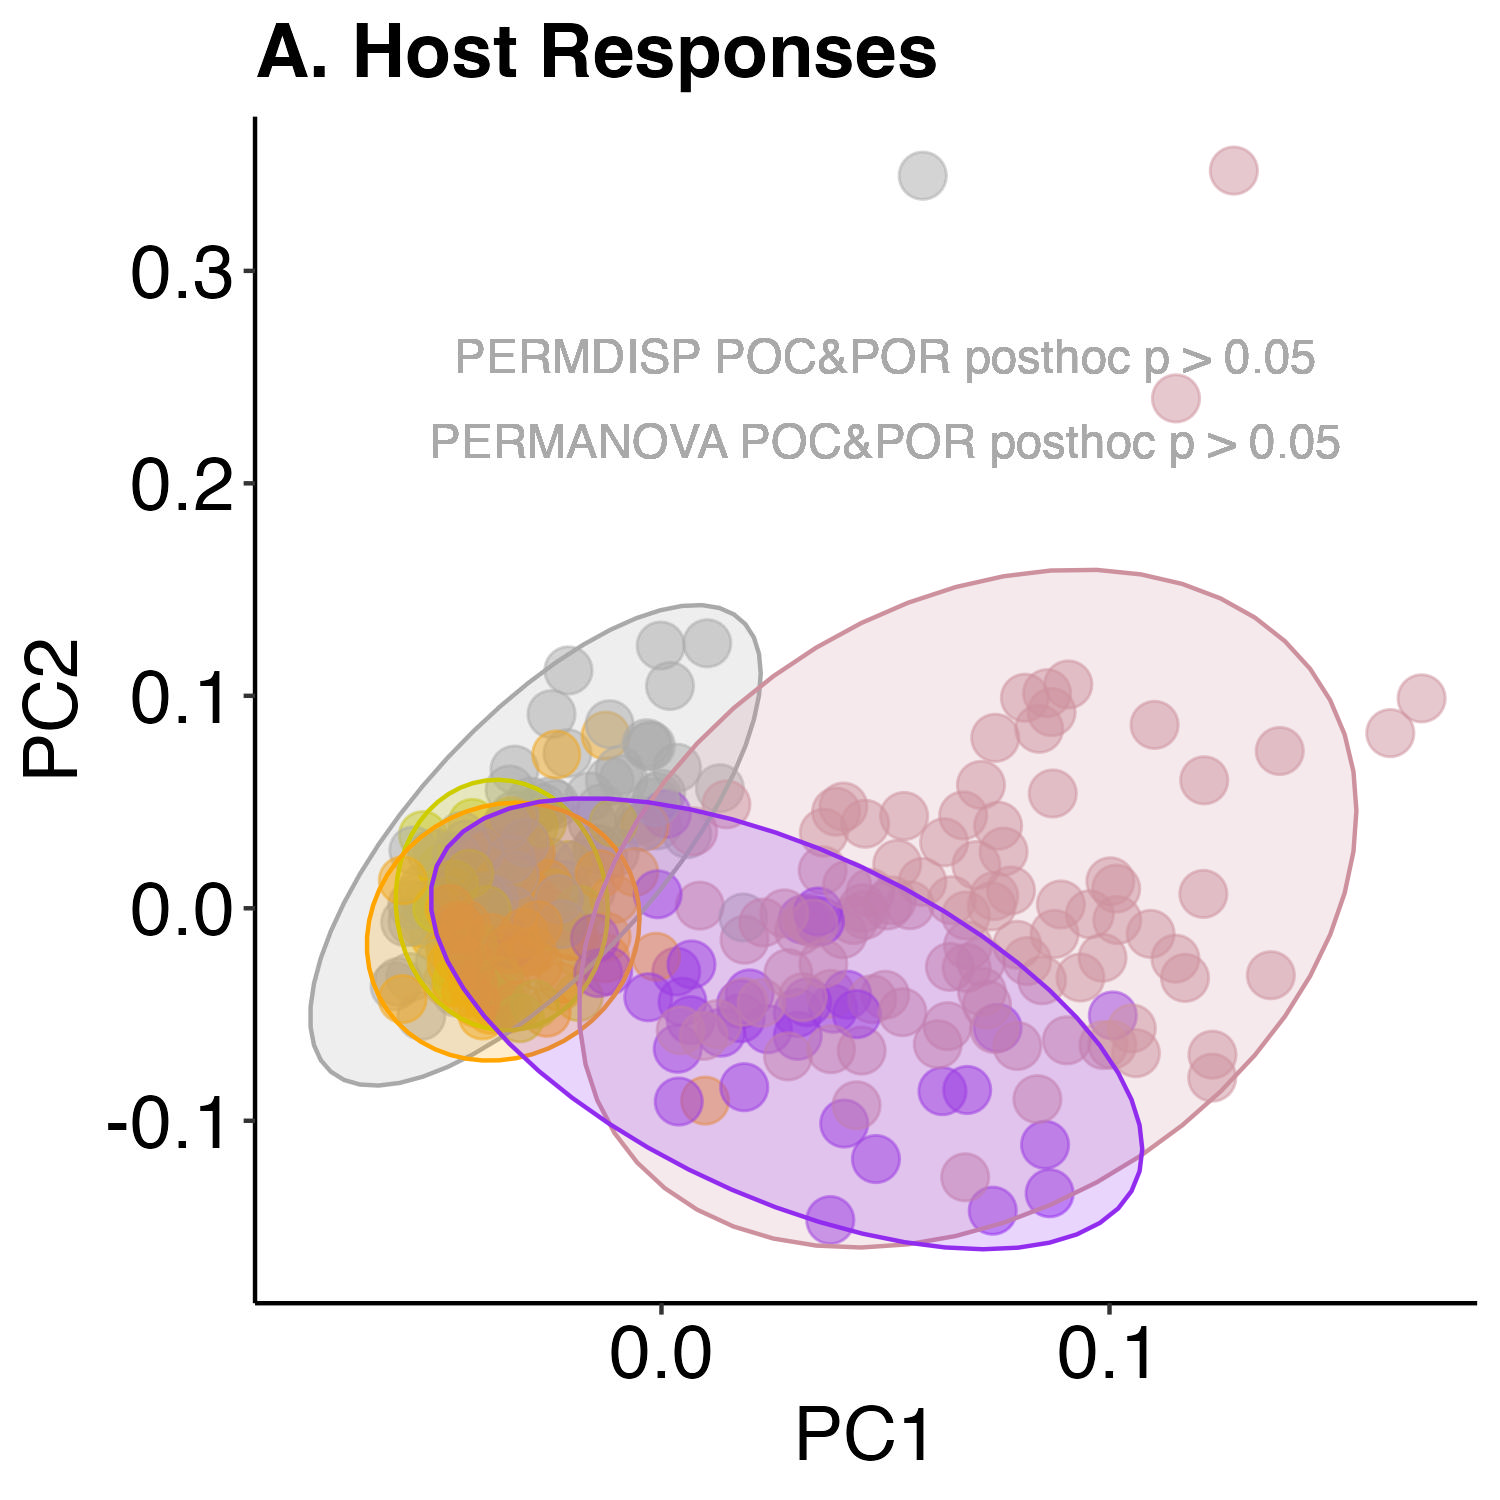 A. Host Responses
0.3
PERMDISP POC&POR posthoc p > 0.05
PERMANOVA POC&POR posthoc p > 0.05
0.2
PC2
0.1
0.0
-0.1
0.0
0.1
PC1